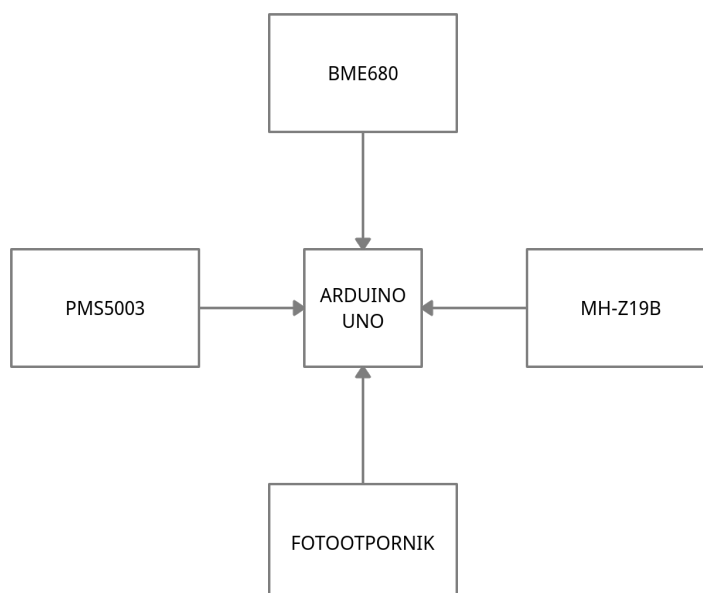 BME680
PMS5003
ARDUINO
UNO
MH-Z19B
FOTOOTPORNIK